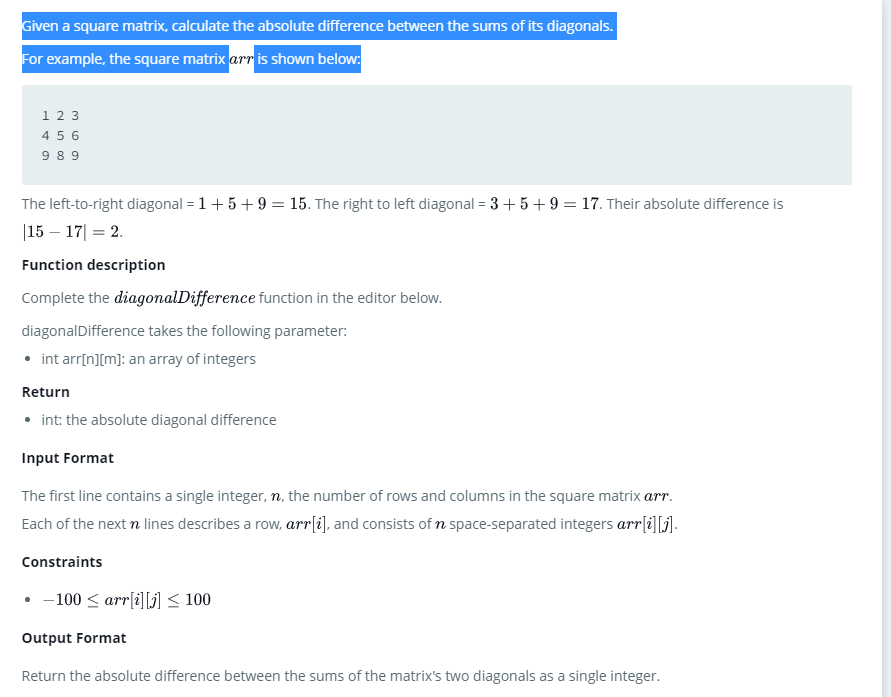 Given a square matrix, calculate the absolute difference between the sums of its diagonals.
For example, the square matrix arr is shown below:
1 2 3
4 5 6
9 8 9
The left-to-right diagonal = 1 + 5 + 9 = 15. The right to left diagonal = 3 + 5 + 9 = 17. Their absolute difference is
|15 − 17| = 2.
Function description
Complete the diagonalDifference function in the editor below.
diagonalDifference takes the following parameter:
• int arr[n][m]: an array of integers
Return
• int: the absolute diagonal difference
Input Format
The first line contains a single integer, n, the number of rows and columns in the square matrix arr.
Each of the next n lines describes a row, arr[i], and consists of n space-separated integers arr[i][j].
Constraints
• −100 ≤ arr[i][j] ≤ 100
Output Format
Return the absolute difference between the sums of the matrix's two diagonals as a single integer.